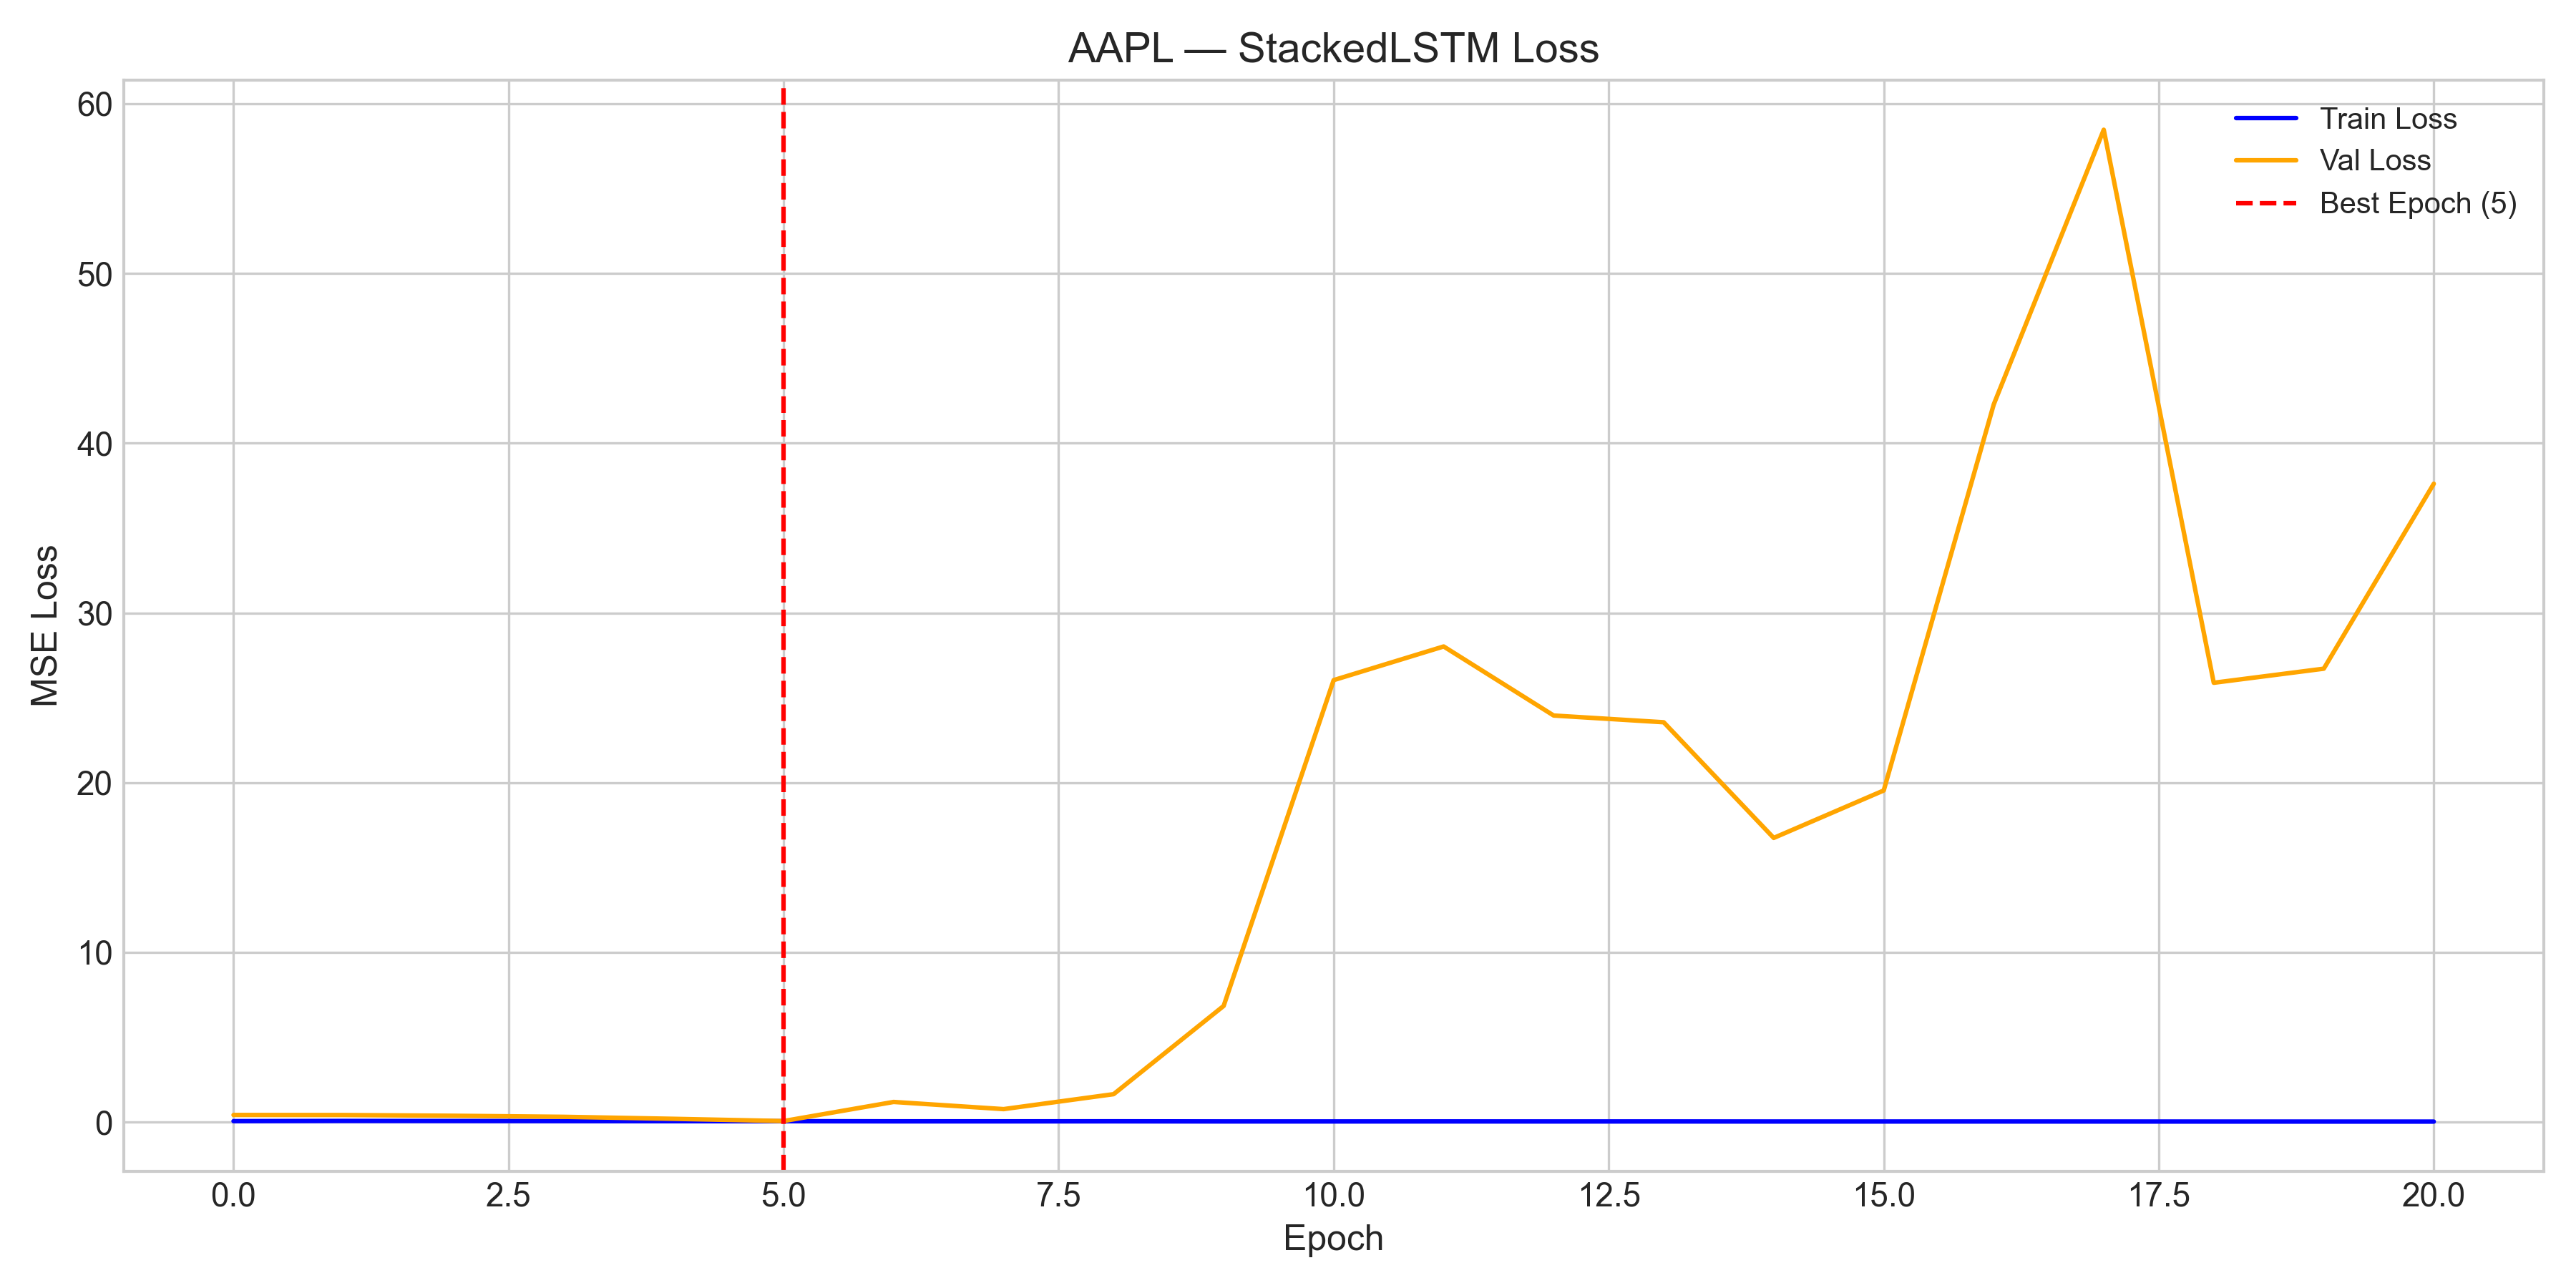 AAPL — StackedLSTM Loss
Train Loss
Val Loss
Best Epoch (5)
MSE Loss
60
50
40
30
20
10
0
0.0 2.5 5.0 7.5 10.0 12.5 15.0 17.5 20.0
Epoch